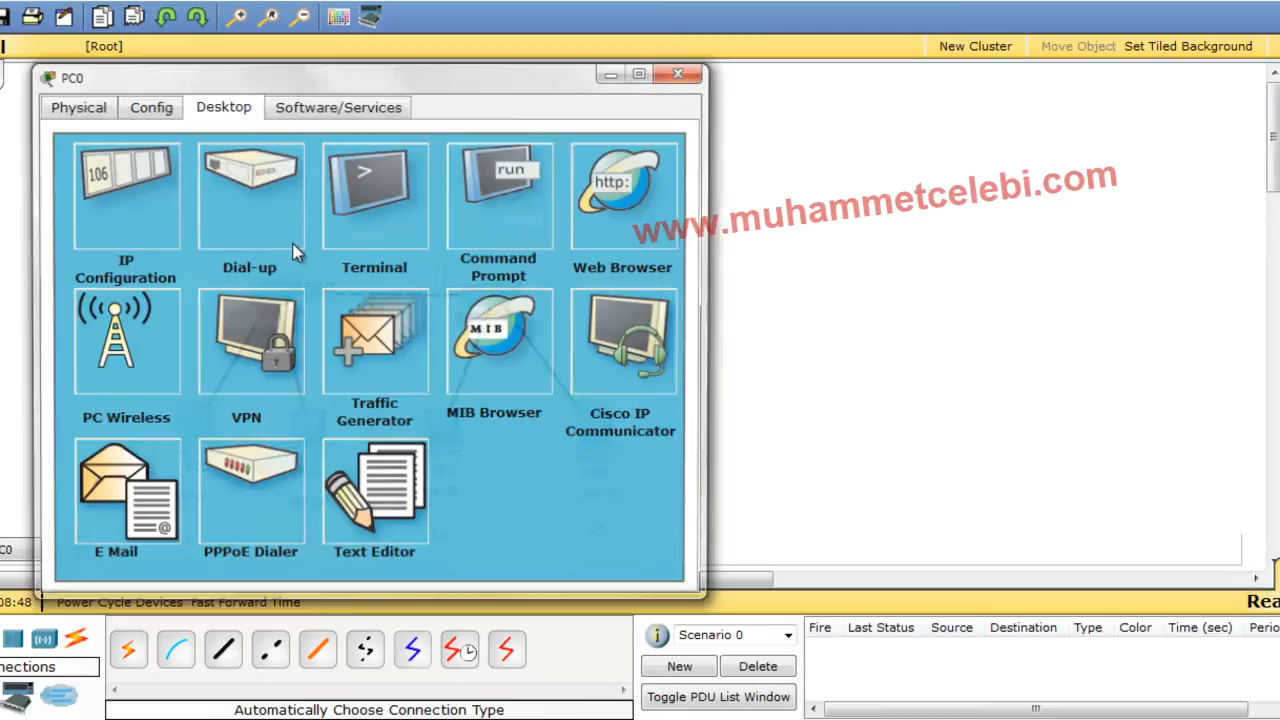 [Root]
New Cluster
Move Object
Set Tiled Background
PC0
Physical
Config
Desktop
Software/Services
106
>
run
http:
IP
Configuration
Dial-up
Terminal
Command
Prompt
Web Browser
www.muhammetcelebi.com
MIB
PC Wireless
VPN
Traffic
Generator
MIB Browser
Cisco IP
Communicator
@
E Mail
PPPoE Dialer
Text Editor
C0
08:48
Power Cycle Devices Fast Forward Time
Rea
nections
Automatically Choose Connection Type
i
Scenario 0
New
Delete
Toggle PDU List Window
Fire
Last Status
Source
Destination
Type
Color
Time (sec)
Perio